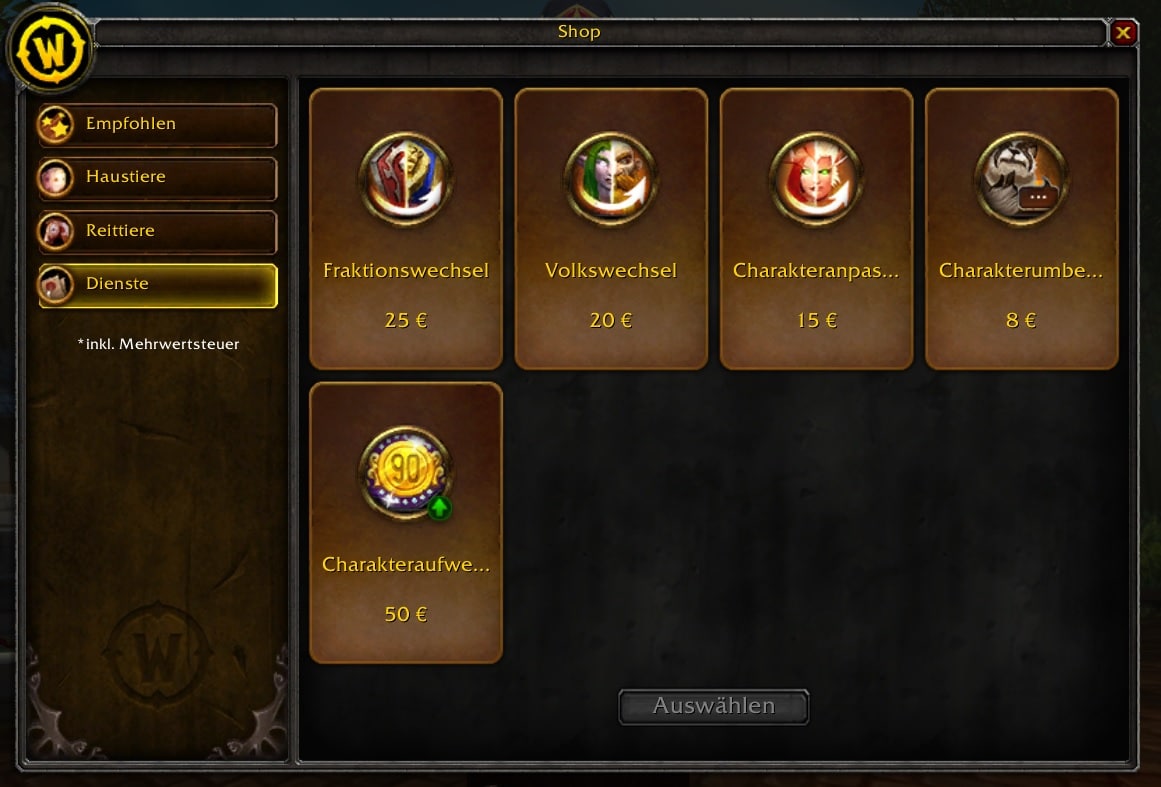 Shop
Empfohlen
Haustiere
Reittiere
Dienste
*inkl. Mehrwertsteuer
Fraktionswechsel
25 €
Volkswechsel
20 €
Charakteranpas...
15 €
Charakterumbe...
8 €
90
Charakteraufwe...
50 €
Auswählen
W
W